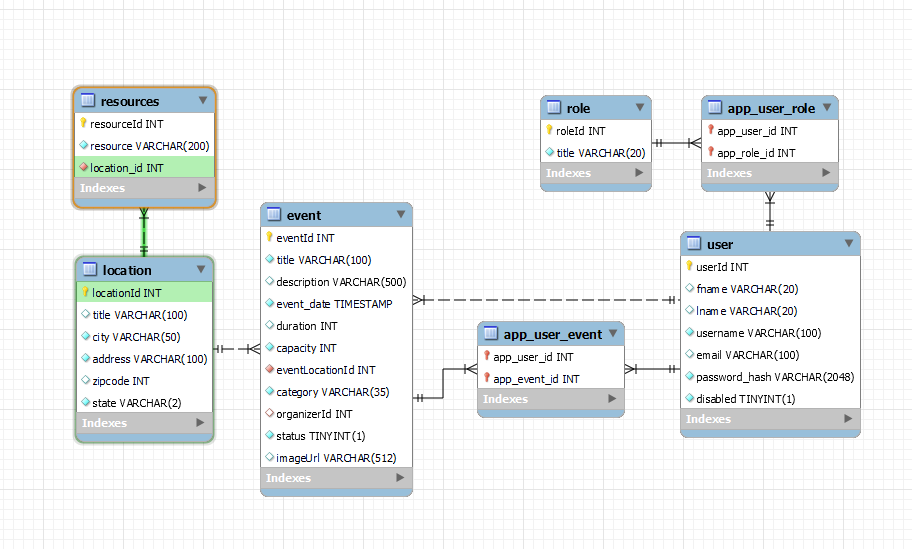 resources
resourceId INT
resource VARCHAR(200)
location_id INT
Indexes
location
locationId INT
title VARCHAR(100)
city VARCHAR(50)
address VARCHAR(100)
zipcode INT
state VARCHAR(2)
Indexes
event
eventId INT
title VARCHAR(100)
description VARCHAR(500)
event_date TIMESTAMP
duration INT
capacity INT
eventLocationId INT
category VARCHAR(35)
organizerId INT
status TINYINT(1)
imageUrl VARCHAR(512)
Indexes
role
roleId INT
title VARCHAR(20)
Indexes
app_user_role
app_user_id INT
app_role_id INT
Indexes
app_user_event
app_user_id INT
app_event_id INT
Indexes
user
userId INT
fname VARCHAR(20)
lname VARCHAR(20)
username VARCHAR(100)
email VARCHAR(100)
password_hash VARCHAR(2048)
disabled TINYINT(1)
Indexes